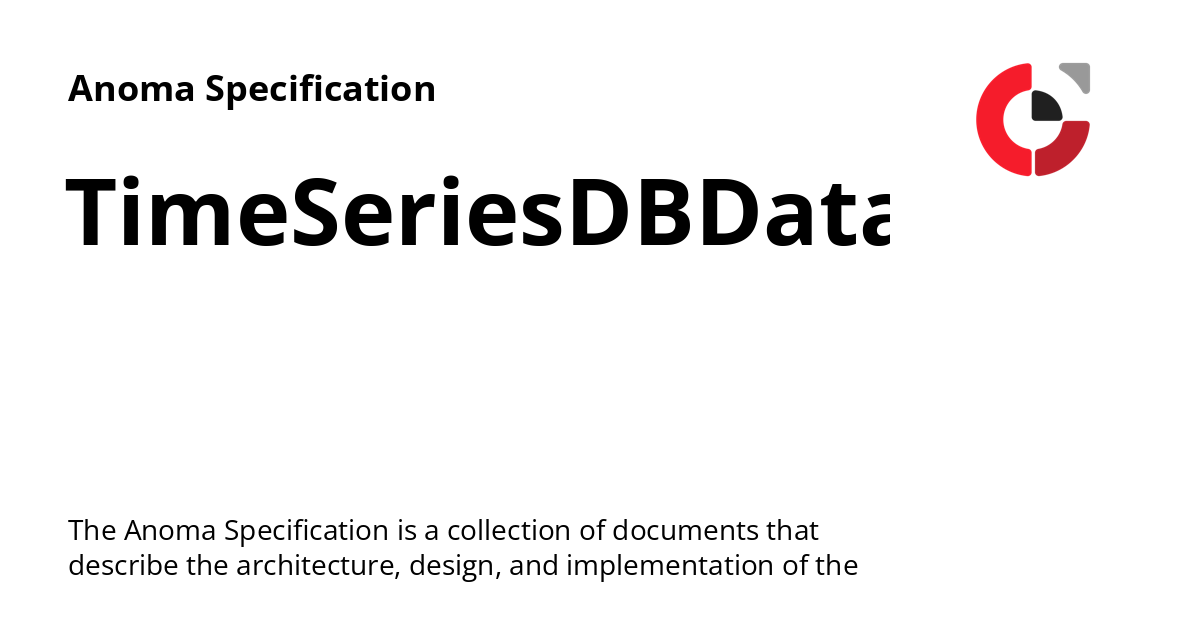 Anoma Specification
TimeSeriesDBData
The Anoma Specification is a collection of documents that
describe the architecture, design, and implementation of the